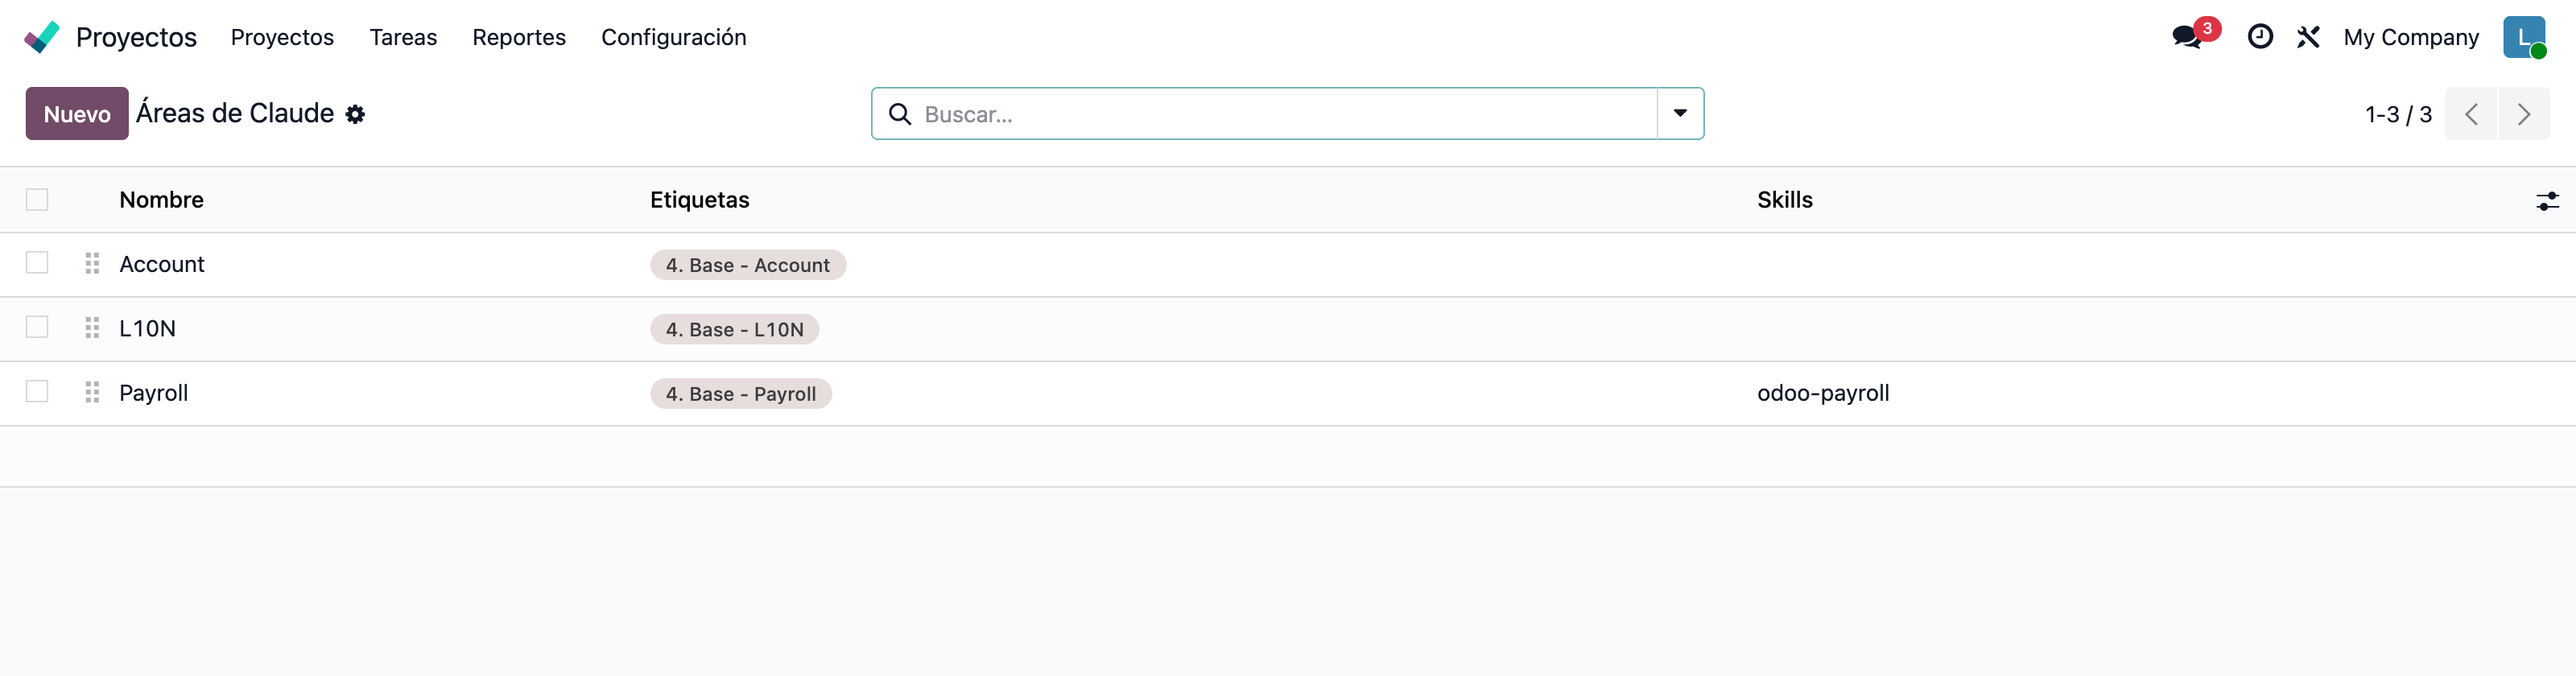 Proyectos Proyectos Tareas Reportes Configuración 3 My Company L
Nuevo Áreas de Claude Buscar... 1-3 / 3
Nombre Etiquetas Skills
Account 4. Base - Account
L10N 4. Base - L10N
Payroll 4. Base - Payroll odoo-payroll